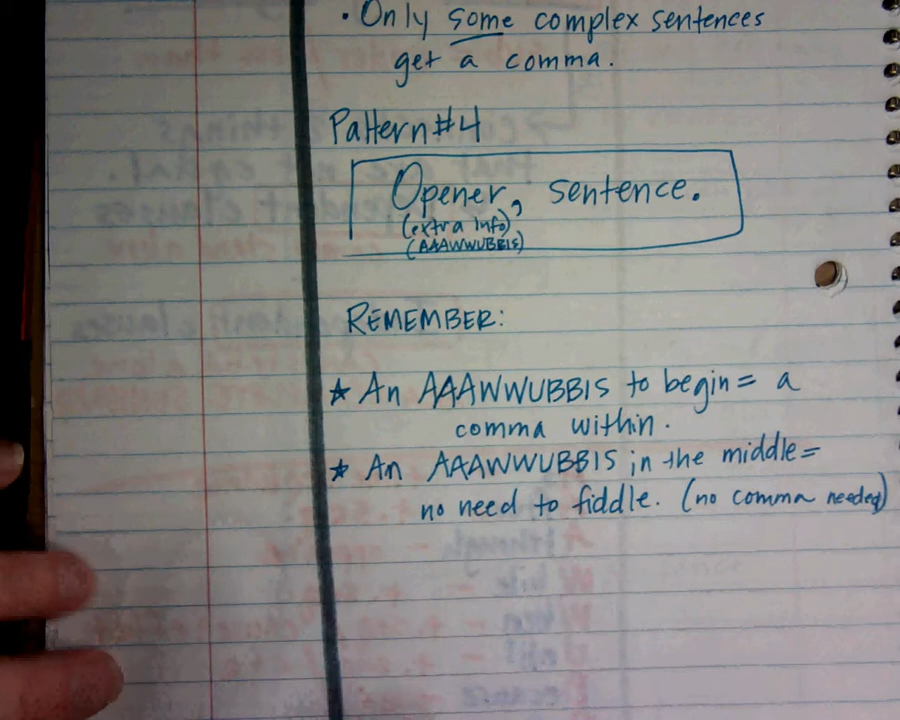 • Only some complex sentences
get a comma.
Pattern #4
Opener, sentence.
(extra info)
(AAAWWUBBIS)
REMEMBER:
★ An AAAWWUBBIS to begin = a
comma within.
★ An AAAWWUBBIS in the middle =
no need to fiddle. (no comma needed)